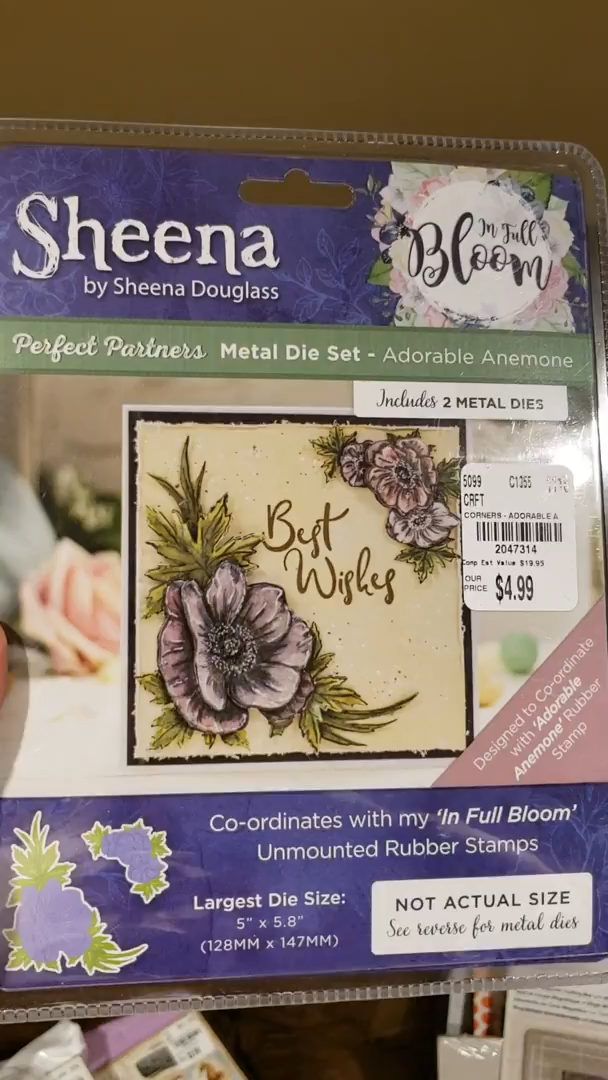 Sheena
by Sheena Douglass
In Full
Bloom
Perfect Partners Metal Die Set - Adorable Anemone
Includes 2 METAL DIES
5099 C1355
CRFT
CORNERS - ADORABLE A
2047314
Comp Est Value $19.95
OUR
PRICE $4.99
Best
Wishes
Designed to Co-ordinate
with 'Adorable
Anemone' Rubber
Stamp
Co-ordinates with my 'In Full Bloom'
Unmounted Rubber Stamps
Largest Die Size:
5" x 5.8"
(128MM x 147MM)
NOT ACTUAL SIZE
See reverse for metal dies